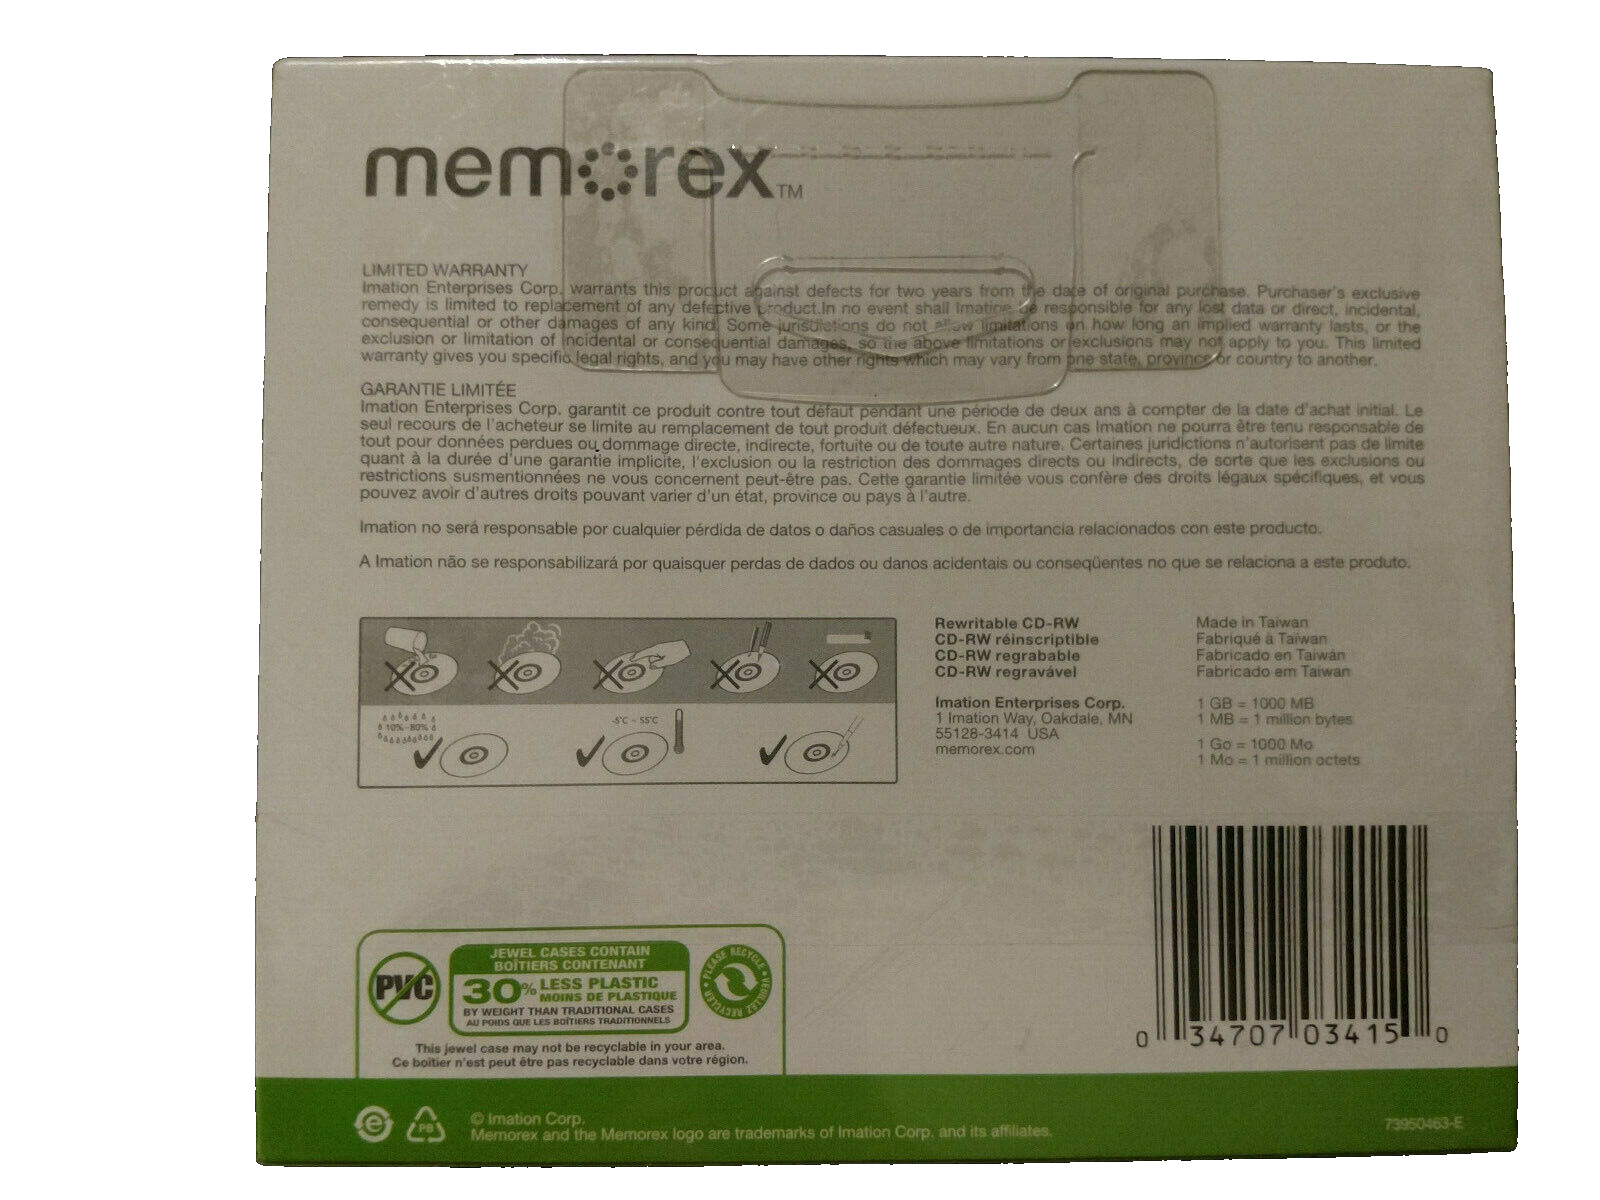 memorex™
LIMITED WARRANTY
Imation Enterprises Corp. warrants this product against defects for two years from the date of original purchase. Purchaser's exclusive
remedy is limited to replacement of any defective product.In no event shall Imation be responsible for any lost data or direct, incidental,
consequential or other damages of any kind. Some jurisdictions do not allow limitations on how long an implied warranty lasts, or the
exclusion or limitation of incidental or consequential damages, so the above limitations or exclusions may not apply to you. This limited
warranty gives you specific legal rights, and you may have other rights which may vary from one state, province or country to another.
GARANTIE LIMITÉE
Imation Enterprises Corp. garantit ce produit contre tout défaut pendant une période de deux ans à compter de la date d'achat initial. Le
seul recours de l'acheteur se limite au remplacement de tout produit défectueux. En aucun cas Imation ne pourra être tenu responsable de
tout pour données perdues ou dommage directe, indirecte, fortuite ou de toute autre nature. Certaines juridictions n'autorisent pas de limite
quant à la durée d'une garantie implicite, l'exclusion ou la restriction des dommages directs ou indirects, de sorte que les exclusions ou
restrictions susmentionnées ne vous concernent peut-être pas. Cette garantie limitée vous confère des droits légaux spécifiques, et vous
pouvez avoir d'autres droits pouvant varier d'un état, province ou pays à l'autre.
Imation no será responsable por cualquier pérdida de datos o daños casuales o de importancia relacionados con este producto.
A Imation não se responsabilizará por quaisquer perdas de dados ou danos acidentais ou conseqüentes no que se relaciona a este produto.
10%-80%
-5°C ~ 55°C
Rewritable CD-RW
CD-RW réinscriptible
CD-RW regrabable
CD-RW regravável
Imation Enterprises Corp.
1 Imation Way, Oakdale, MN
55128-3414 USA
memorex.com
Made in Taiwan
Fabriqué à Taiwan
Fabricado en Taiwán
Fabricado em Taiwan
1 GB = 1000 MB
1 MB = 1 million bytes
1 Go = 1000 Mo
1 Mo = 1 million octets
PVC
JEWEL CASES CONTAIN
BOÎTIERS CONTENANT
30% LESS PLASTIC
MOINS DE PLASTIQUE
BY WEIGHT THAN TRADITIONAL CASES
AU POIDS QUE LES BOÎTIERS TRADITIONNELS
PLEASE RECYCLE • VEUILLEZ RECYCLER •
This jewel case may not be recyclable in your area.
Ce boîtier n'est peut être pas recyclable dans votre région.
0 34707 03415 0
e
PB
© Imation Corp.
Memorex and the Memorex logo are trademarks of Imation Corp. and its affiliates.
73950463-E